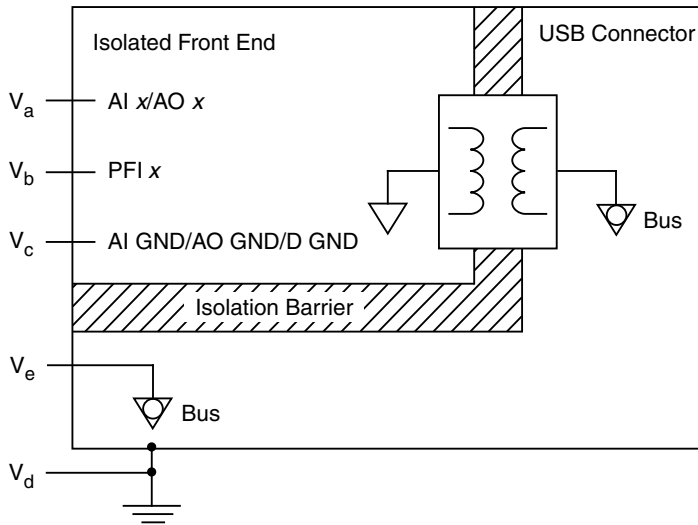 Isolated Front End
USB Connector
Va
AI x/AO x
Vb
PFI x
Bus
Vc
AI GND/AO GND/D GND
Isolation Barrier
Ve
Bus
Vd